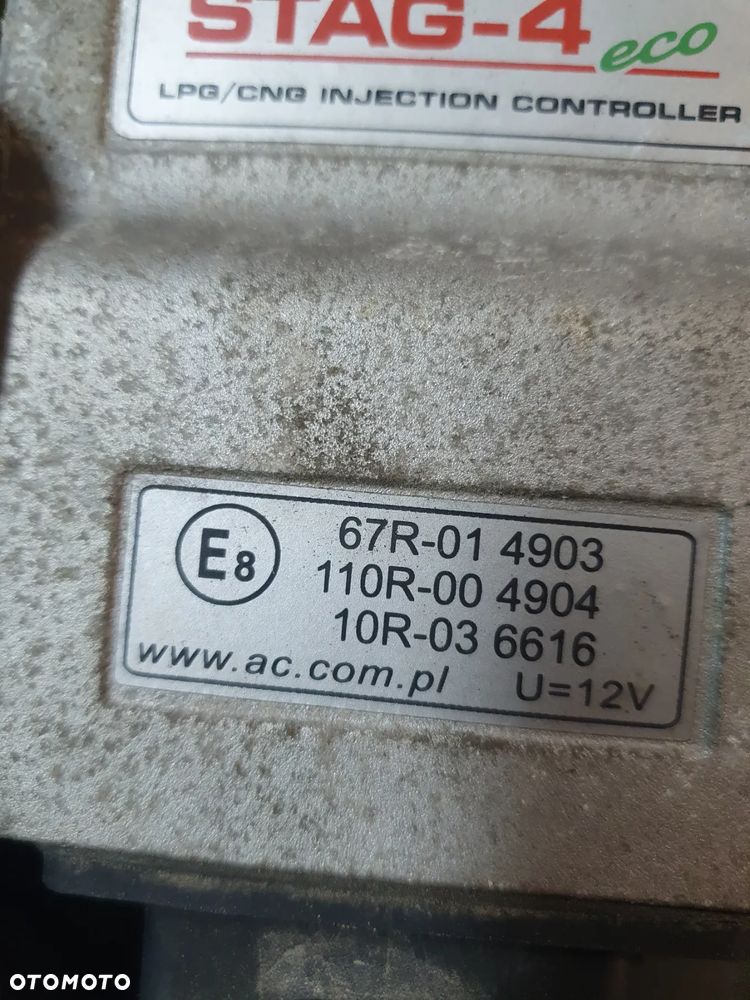 STAG-4 eco
LPG/CNG INJECTION CONTROLLER
E8
67R-01 4903
110R-00 4904
10R-03 6616
www.ac.com.pl
U=12V
OTOMOTO